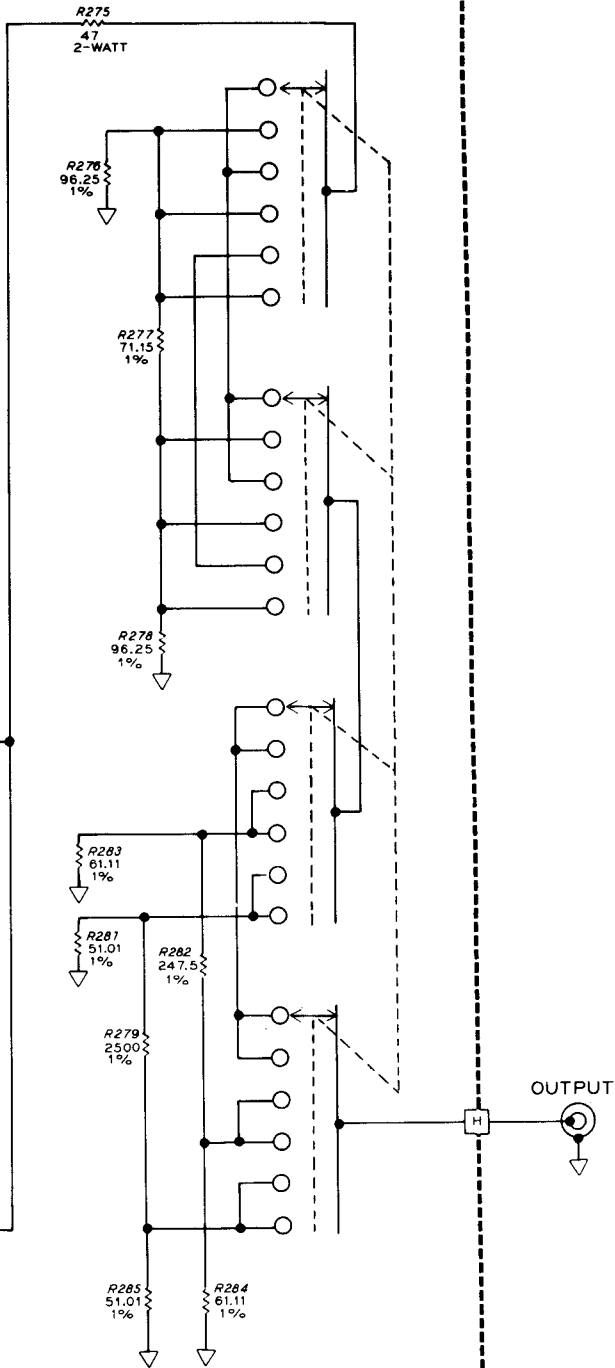 R275
47
2-WATT
R276
96.25
1%
R277
71.15
1%
R278
96.25
1%
R283
61.11
1%
R281
51.01
1%
R282
247.5
1%
R279
2500
1%
OUTPUT
H
R285
51.01
1%
R284
61.11
1%